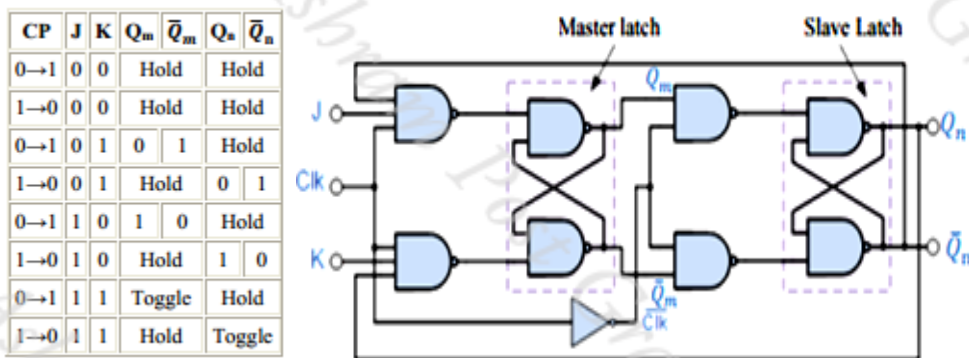 CP J K Qₘ Q̅ₘ Qₙ Q̅ₙ
0→1 0 0 Hold Hold
1→0 0 0 Hold Hold
0→1 0 1 0 1 Hold
1→0 0 1 Hold 0 1
0→1 1 0 1 0 Hold
1→0 1 0 Hold 1 0
0→1 1 1 Toggle Hold
1→0 1 1 Hold Toggle
Master latch
Slave Latch
Qₘ
J
Qₙ
Clk
K
Q̅ₙ
Q̅ₘ
C̅l̅k̅